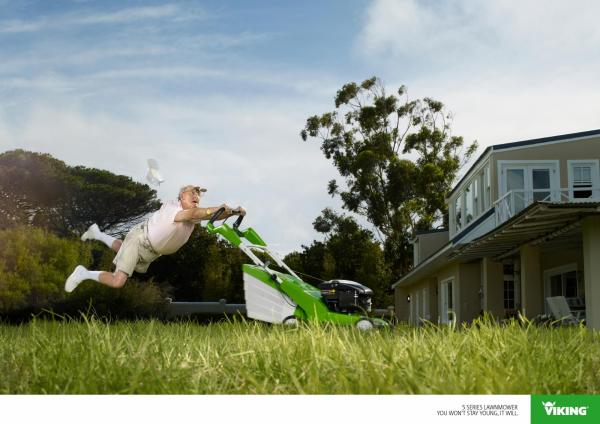 5 SERIES LAWNMOWER
YOU WON'T STAY YOUNG, IT WILL.
VIKING